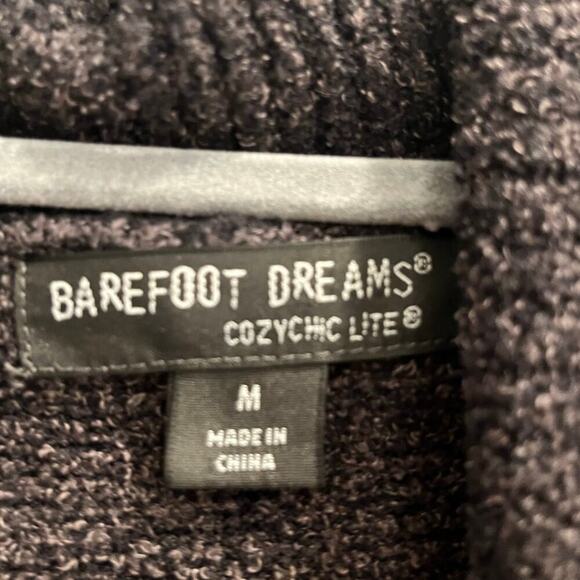 BAREFOOT DREAMS®
COZYCHIC LITE®
M
MADE IN
CHINA